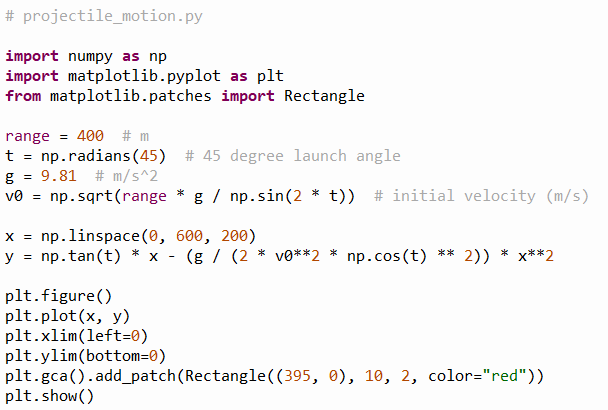 # projectile_motion.py
import numpy as np
import matplotlib.pyplot as plt
from matplotlib.patches import Rectangle
range = 400  # m
t = np.radians(45)  # 45 degree launch angle
g = 9.81  # m/s^2
v0 = np.sqrt(range * g / np.sin(2 * t))  # initial velocity (m/s)
x = np.linspace(0, 600, 200)
y = np.tan(t) * x - (g / (2 * v0**2 * np.cos(t) ** 2)) * x**2
plt.figure()
plt.plot(x, y)
plt.xlim(left=0)
plt.ylim(bottom=0)
plt.gca().add_patch(Rectangle((395, 0), 10, 2, color="red"))
plt.show()